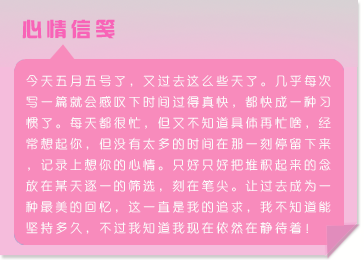 心情信笺
今天五月五号了，又过去这么些天了。几乎每次
写一篇就会感叹下时间过得真快，都快成一种习
惯了。每天都很忙，但又不知道具体再忙啥，经
常想起你，但没有太多的时间在那一刻停留下来
，记录上想你的心情。只好只好把堆积起来的念
放在某天逐一的筛选，刻在笔尖。让过去成为一
种最美的回忆，这一直是我的追求，我不知道能
坚持多久，不过我知道我现在依然在静待着！